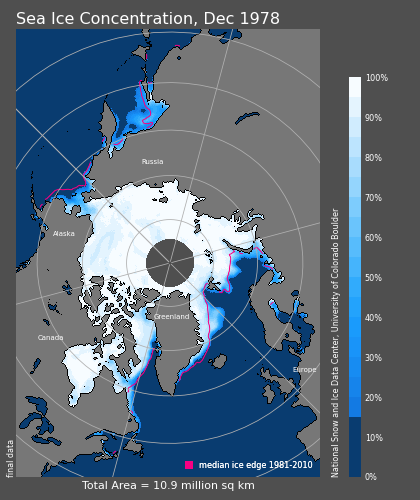 Sea Ice Concentration, Dec 1978
100%
90%
80%
70%
60%
50%
40%
30%
20%
10%
0%
Russia
Alaska
Greenland
Canada
Europe
National Snow and Ice Data Center, University of Colorado Boulder
final data
median ice edge 1981-2010
Total Area = 10.9 million sq km